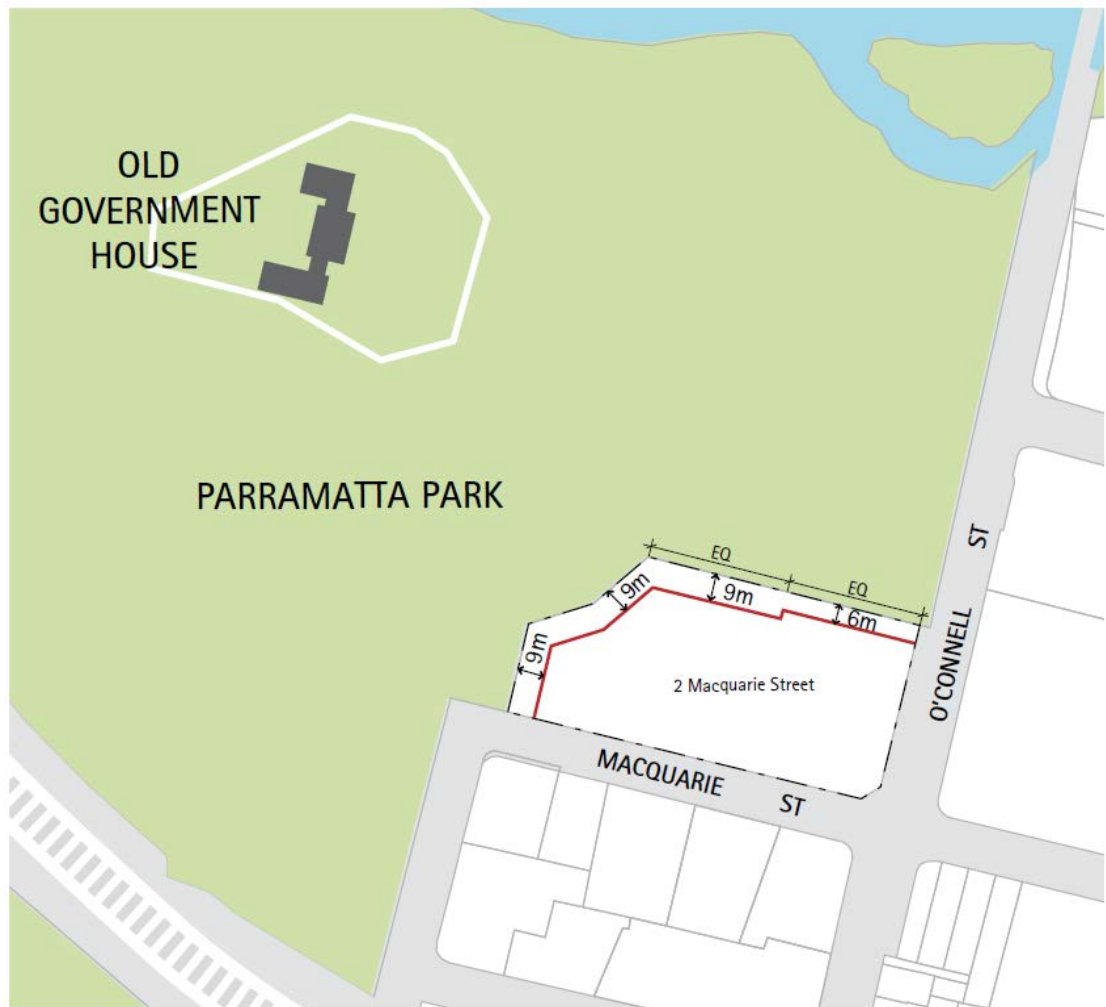 OLD
GOVERNMENT
HOUSE
PARRAMATTA PARK
EQ
EQ
9m
9m
6m
9m
2 Macquarie Street
O'CONNELL ST
MACQUARIE ST